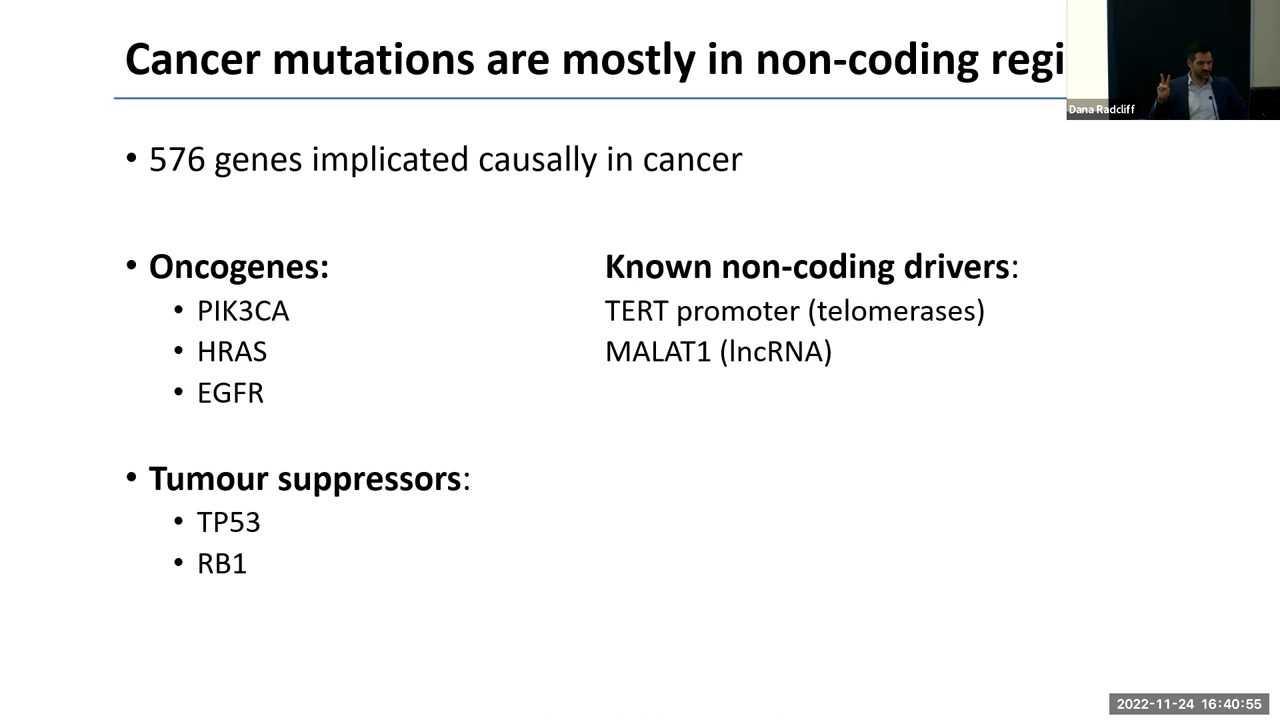 Cancer mutations are mostly in non-coding regi
Dana Radcliff
• 576 genes implicated causally in cancer
• Oncogenes:
• PIK3CA
• HRAS
• EGFR
Known non-coding drivers:
TERT promoter (telomerases)
MALAT1 (lncRNA)
• Tumour suppressors:
• TP53
• RB1
2022-11-24 16:40:55